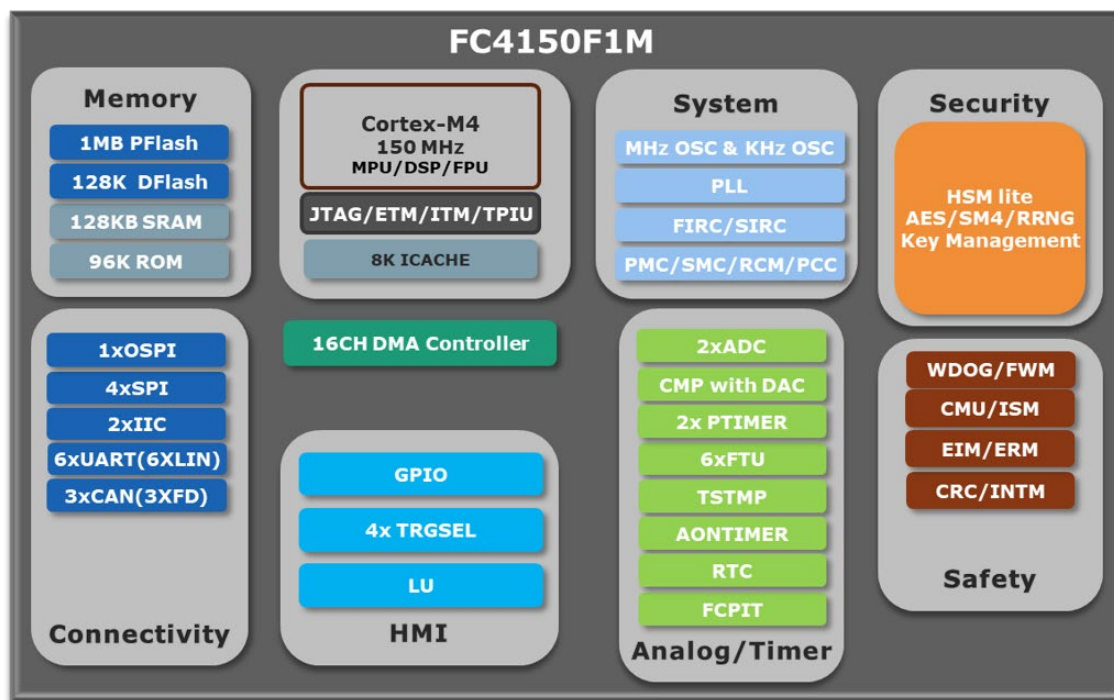 FC4150F1M
Memory
1MB PFlash
128K DFlash
128KB SRAM
96K ROM
Cortex-M4
150 MHz
MPU/DSP/FPU
JTAG/ETM/ITM/TPIU
8K ICACHE
System
MHz OSC & KHz OSC
PLL
FIRC/SIRC
PMC/SMC/RCM/PCC
Security
HSM lite
AES/SM4/RRNG
Key Management
1xOSPI
4xSPI
2xIIC
6xUART(6XLIN)
3xCAN(3XFD)
Connectivity
16CH DMA Controller
GPIO
4x TRGSEL
LU
HMI
2xADC
CMP with DAC
2x PTIMER
6xFTU
TSTMP
AONTIMER
RTC
FCPIT
Analog/Timer
WDOG/FWM
CMU/ISM
EIM/ERM
CRC/INTM
Safety